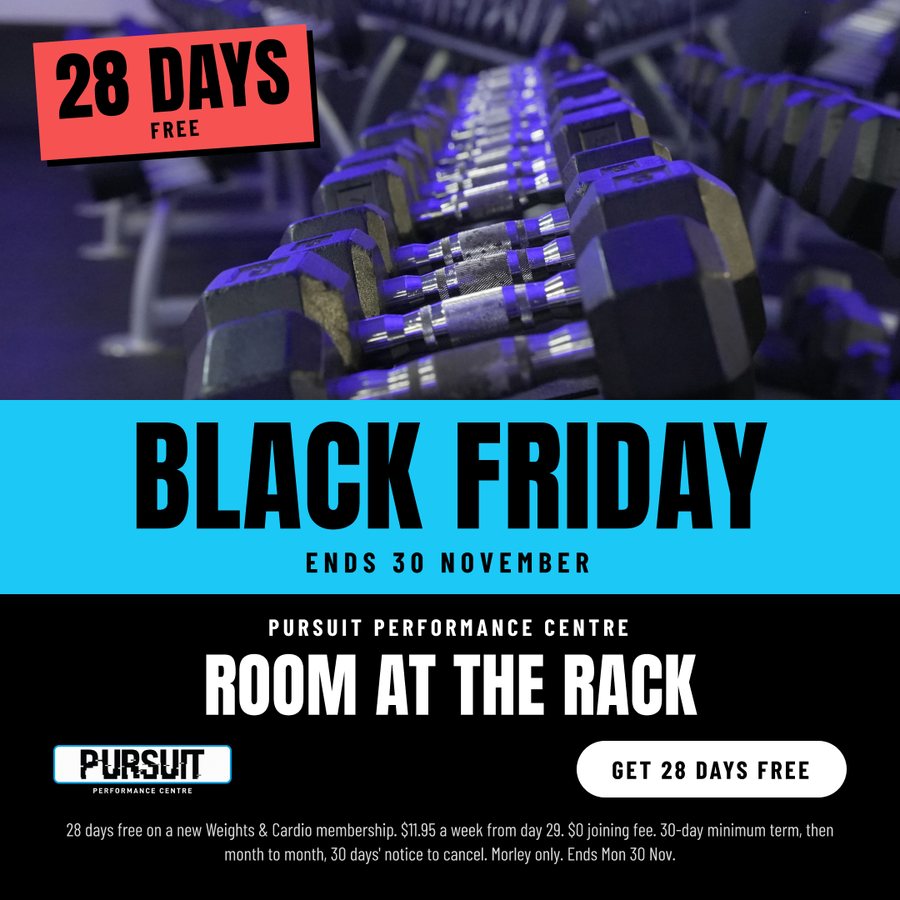 28 DAYS
FREE
BLACK FRIDAY
ENDS 30 NOVEMBER
PURSUIT PERFORMANCE CENTRE
ROOM AT THE RACK
PURSUIT
PERFORMANCE CENTRE
GET 28 DAYS FREE
28 days free on a new Weights & Cardio membership. $11.95 a week from day 29. $0 joining fee. 30-day minimum term, then
month to month, 30 days' notice to cancel. Morley only. Ends Mon 30 Nov.